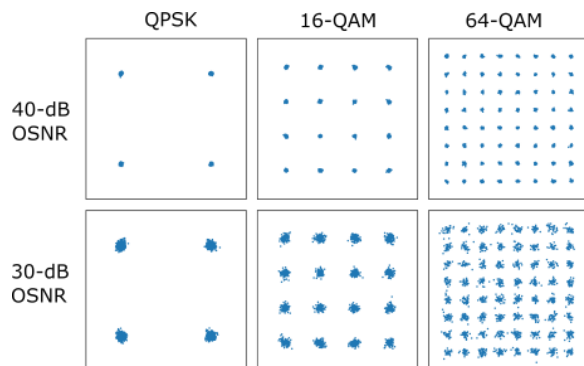 QPSK 16-QAM 64-QAM
40-dB
OSNR
30-dB
OSNR